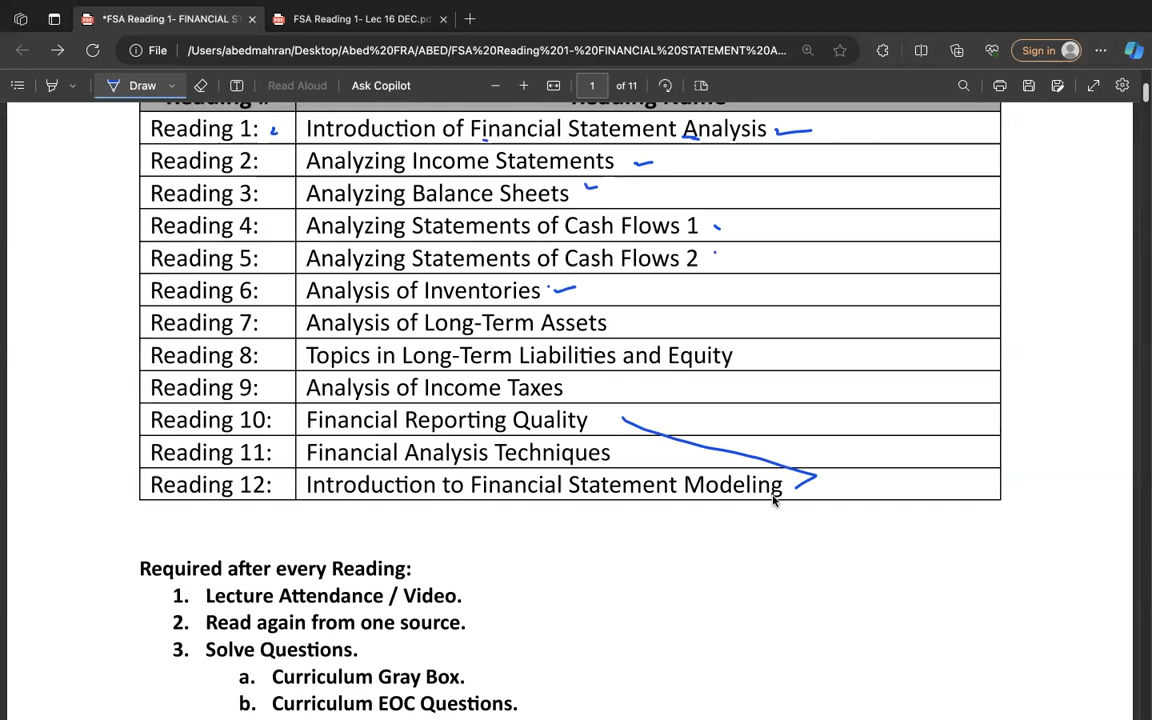 *FSA Reading 1- FINANCIAL S
FSA Reading 1- Lec 16 DEC.pd
File
/Users/abedmahran/Desktop/Abed%20FRA/ABED/FSA%20Reading%201-%20FINANCIAL%20STATEMENT%20A...
Sign in
Draw
Read Aloud
Ask Copilot
1 of 11
Reading Name
Reading 1: Introduction of Financial Statement Analysis
Reading 2: Analyzing Income Statements
Reading 3: Analyzing Balance Sheets
Reading 4: Analyzing Statements of Cash Flows 1
Reading 5: Analyzing Statements of Cash Flows 2
Reading 6: Analysis of Inventories
Reading 7: Analysis of Long-Term Assets
Reading 8: Topics in Long-Term Liabilities and Equity
Reading 9: Analysis of Income Taxes
Reading 10: Financial Reporting Quality
Reading 11: Financial Analysis Techniques
Reading 12: Introduction to Financial Statement Modeling
Required after every Reading:
1. Lecture Attendance / Video.
2. Read again from one source.
3. Solve Questions.
a. Curriculum Gray Box.
b. Curriculum EOC Questions.